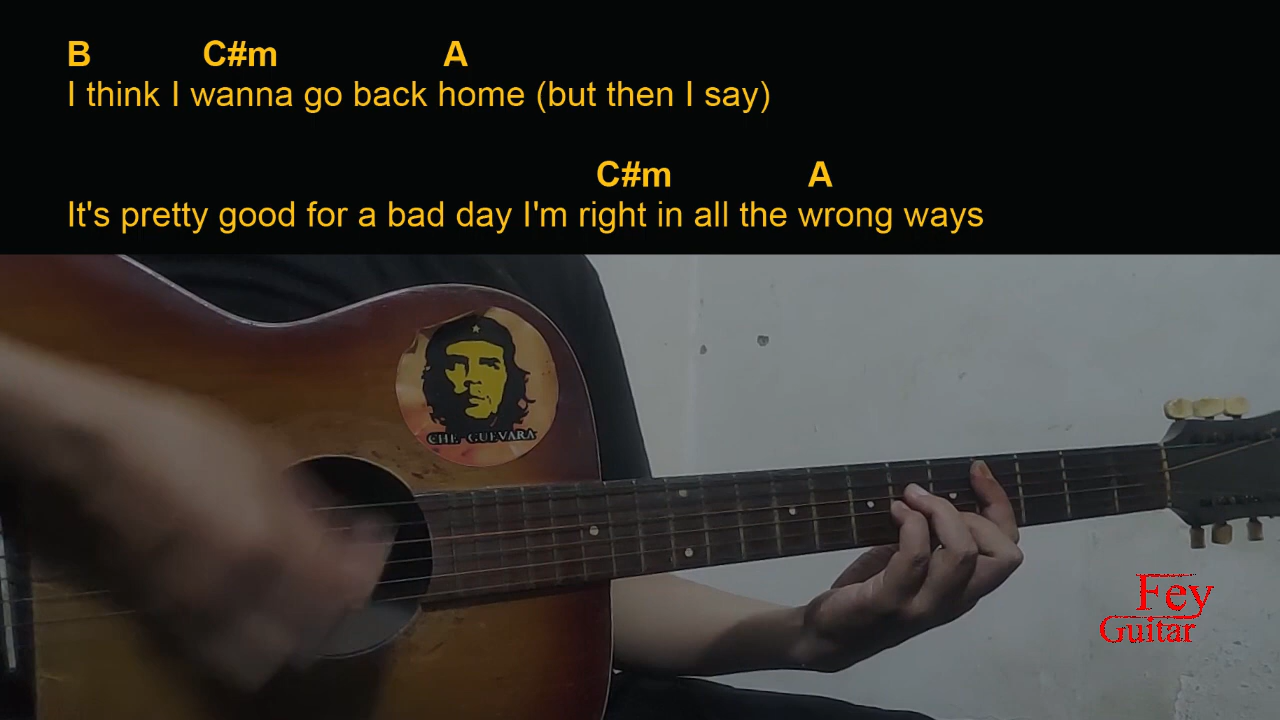 B C#m A
I think I wanna go back home (but then I say)
C#m A
It's pretty good for a bad day I'm right in all the wrong ways
CHE GUEVARA
Fey
Guitar